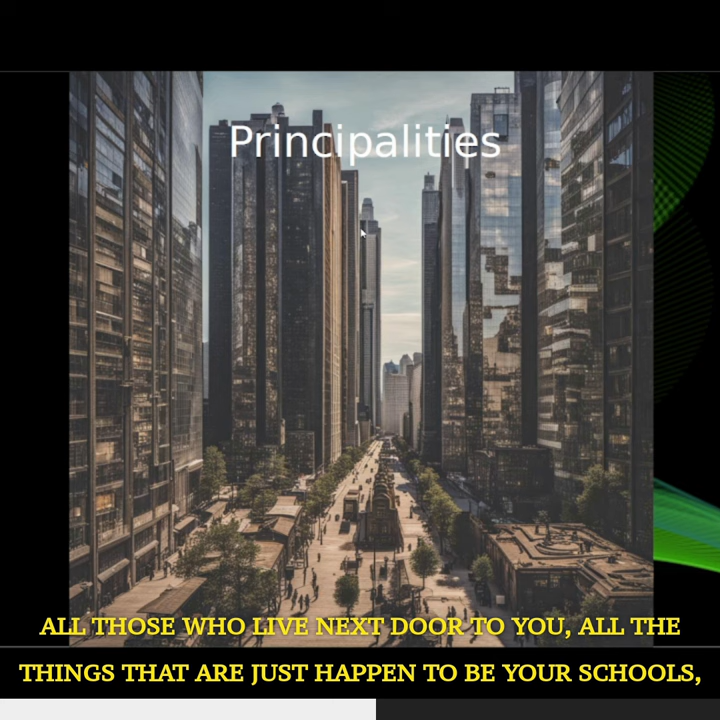 Principalities
ALL THOSE WHO LIVE NEXT DOOR TO YOU, ALL THE
THINGS THAT ARE JUST HAPPEN TO BE YOUR SCHOOLS,